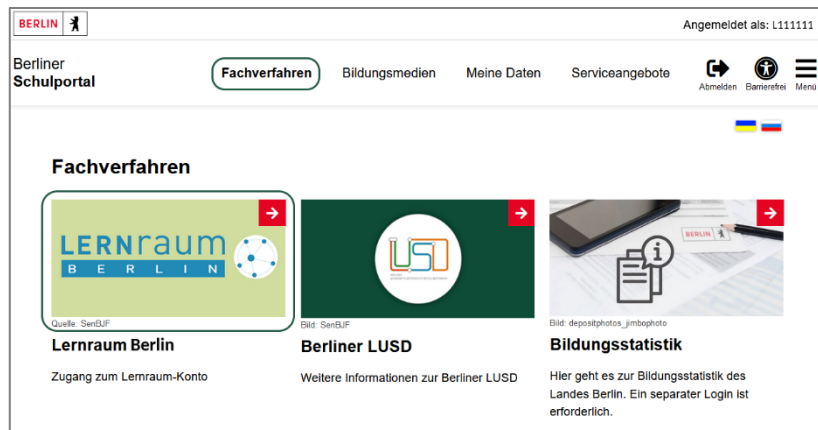 BERLIN
Angemeldet als: L111111
Berliner
Schulportal
Fachverfahren
Bildungsmedien
Meine Daten
Serviceangebote
Abmelden
Barrierefrei
Menü
Fachverfahren
LERNraum
BERLIN
Quelle: SenBJF
Lernraum Berlin
Zugang zum Lernraum-Konto
LUSD
Bild: SenBJF
Berliner LUSD
Weitere Informationen zur Berliner LUSD
BERLIN
Bild: depositphotos_jimbophoto
Bildungsstatistik
Hier geht es zur Bildungsstatistik des
Landes Berlin. Ein separater Login ist
erforderlich.